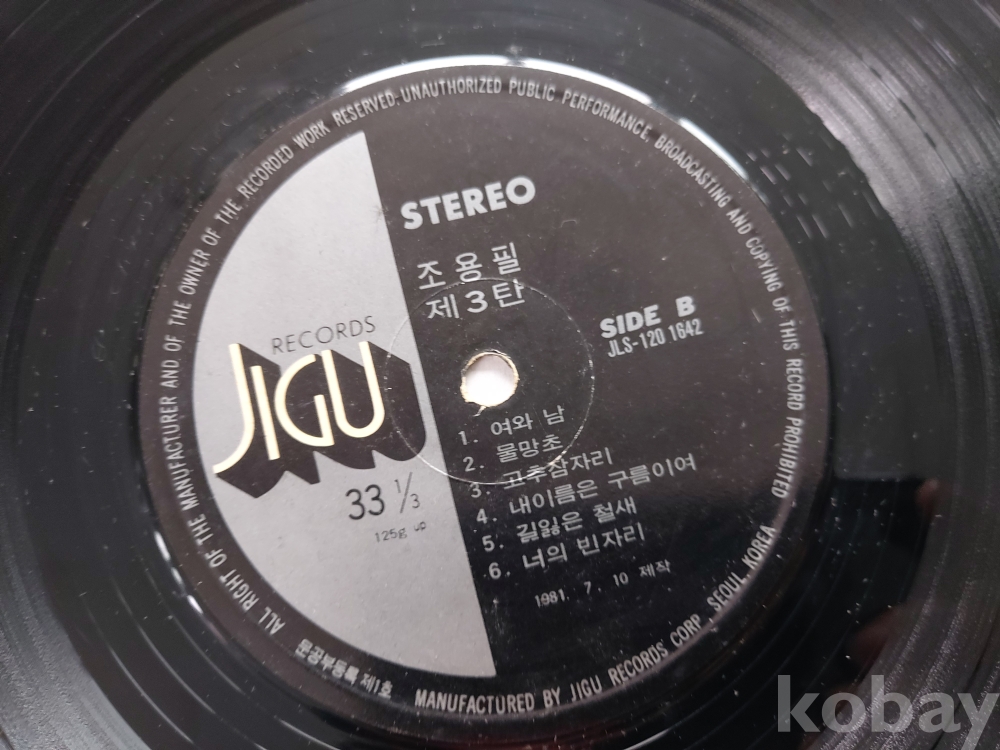 ALL RIGHT OF THE MANUFACTURER AND OF THE OWNER OF THE RECORDED WORK RESERVED. UNAUTHORIZED PUBLIC PERFORMANCE, BROADCASTING AND COPYING OF THIS RECORD PROHIBITED
STEREO
조용필
제3탄
SIDE B
JLS-120 1642
RECORDS
JIGU
33 1/3
125g up
1. 여와 남
2. 물망초
3. 고추잠자리
4. 내이름은 구름이여
5. 길잃은 철새
6. 너의 빈자리
1981. 7. 10 제작
문공부등록 제1호
MANUFACTURED BY JIGU RECORDS CORP., SEOUL, KOREA
kobay